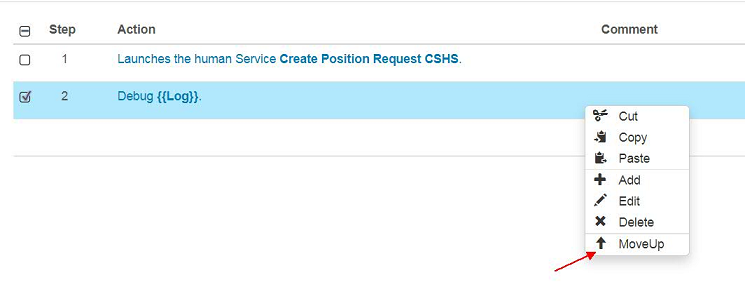 Step Action Comment
1 Launches the human Service Create Position Request CSHS.
2 Debug {{Log}}.
Cut
Copy
Paste
Add
Edit
Delete
MoveUp